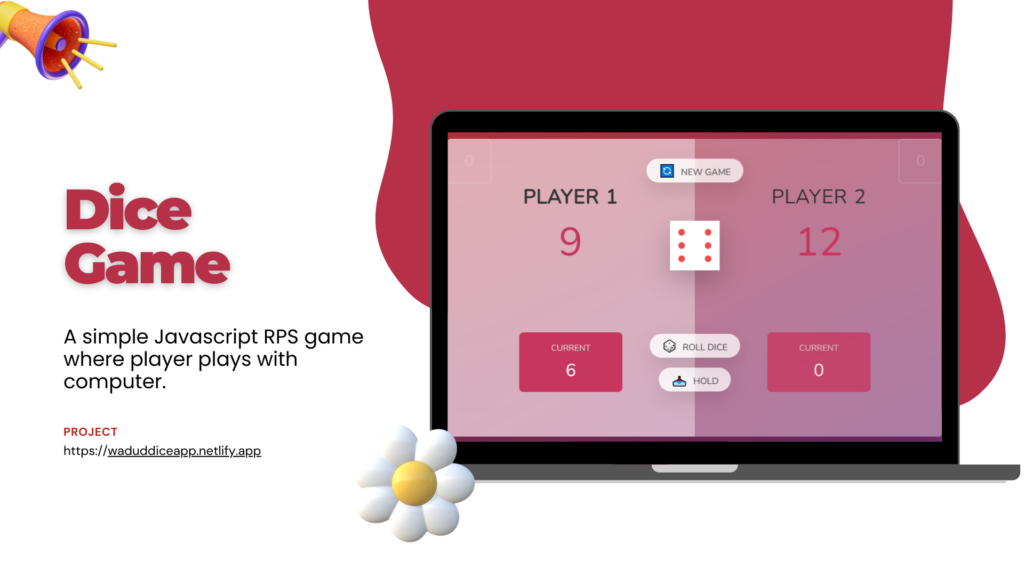 Dice
Game
A simple Javascript RPS game
where player plays with
computer.
PROJECT
https://waduddiceapp.netlify.app
0
0
NEW GAME
PLAYER 1
PLAYER 2
9
12
CURRENT
6
ROLL DICE
HOLD
CURRENT
0